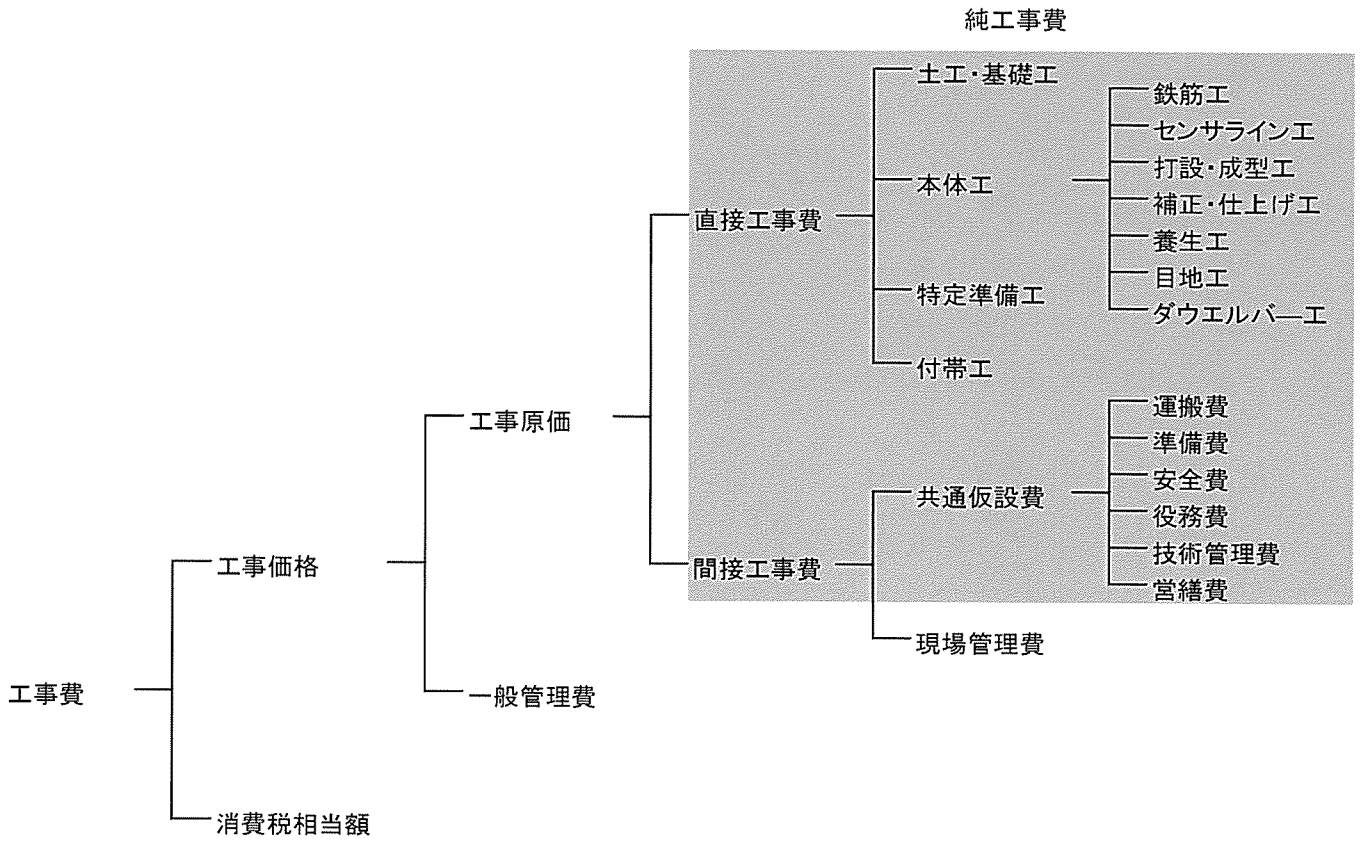 純工事費
土工・基礎工
鉄筋工
センサライン工
打設・成型工
本体工
補正・仕上げ工
直接工事費
養生工
目地工
特定準備工
ダウエルバー工
付帯工
運搬費
工事原価
準備費
安全費
共通仮設費
役務費
技術管理費
工事価格
間接工事費
営繕費
現場管理費
工事費
一般管理費
消費税相当額